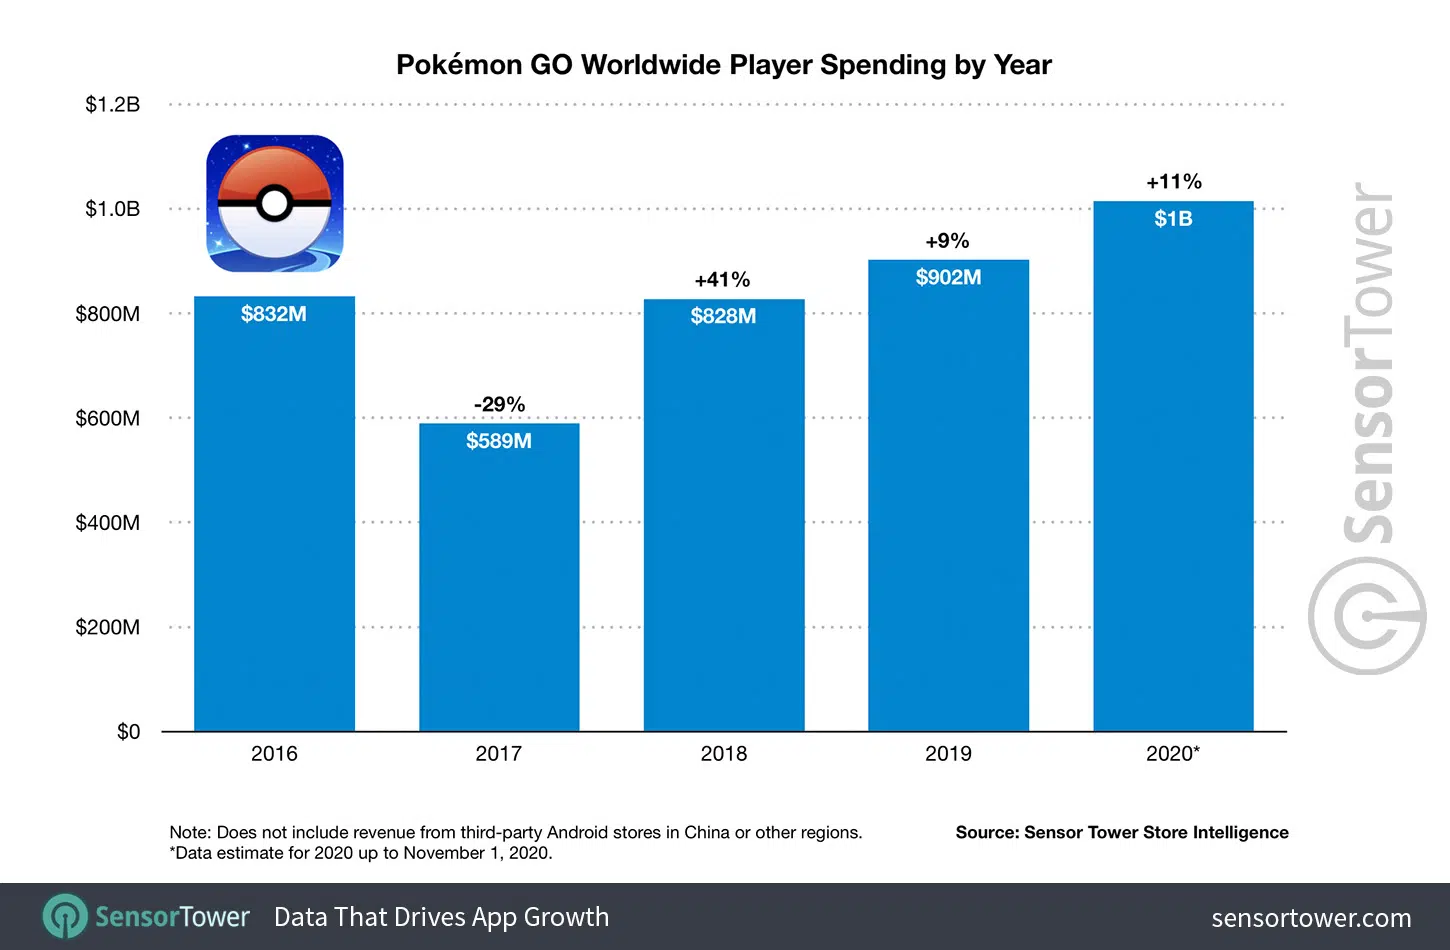 Pokémon GO Worldwide Player Spending by Year
$1.2B
$1.0B
$800M
$600M
$400M
$200M
$0
$832M
-29%
$589M
+41%
$828M
+9%
$902M
+11%
$1B
2016
2017
2018
2019
2020*
SensorTower
Note: Does not include revenue from third-party Android stores in China or other regions.
*Data estimate for 2020 up to November 1, 2020.
Source: Sensor Tower Store Intelligence
SensorTower
Data That Drives App Growth
sensortower.com